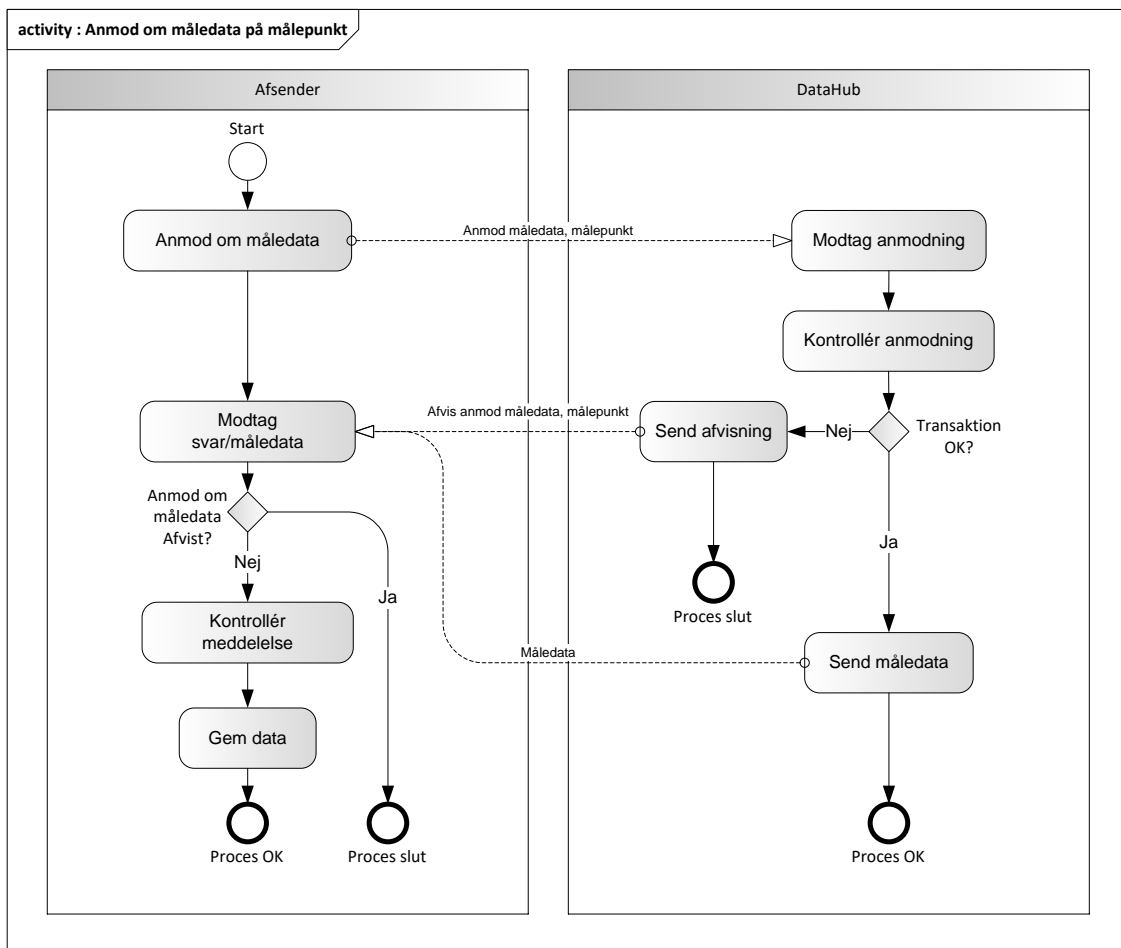 activity : Anmod om måledata på målepunkt
Afsender
DataHub
Start
Anmod om måledata
Anmod måledata, målepunkt
Modtag anmodning
Kontrollér anmodning
Modtag
svar/måledata
Afvis anmod måledata, målepunkt
Send afvisning
Nej
Transaktion
OK?
Anmod om
måledata
Afvist?
Nej
Ja
Ja
Kontrollér
meddelelse
Proces slut
Måledata
Send måledata
Gem data
Proces OK
Proces slut
Proces OK